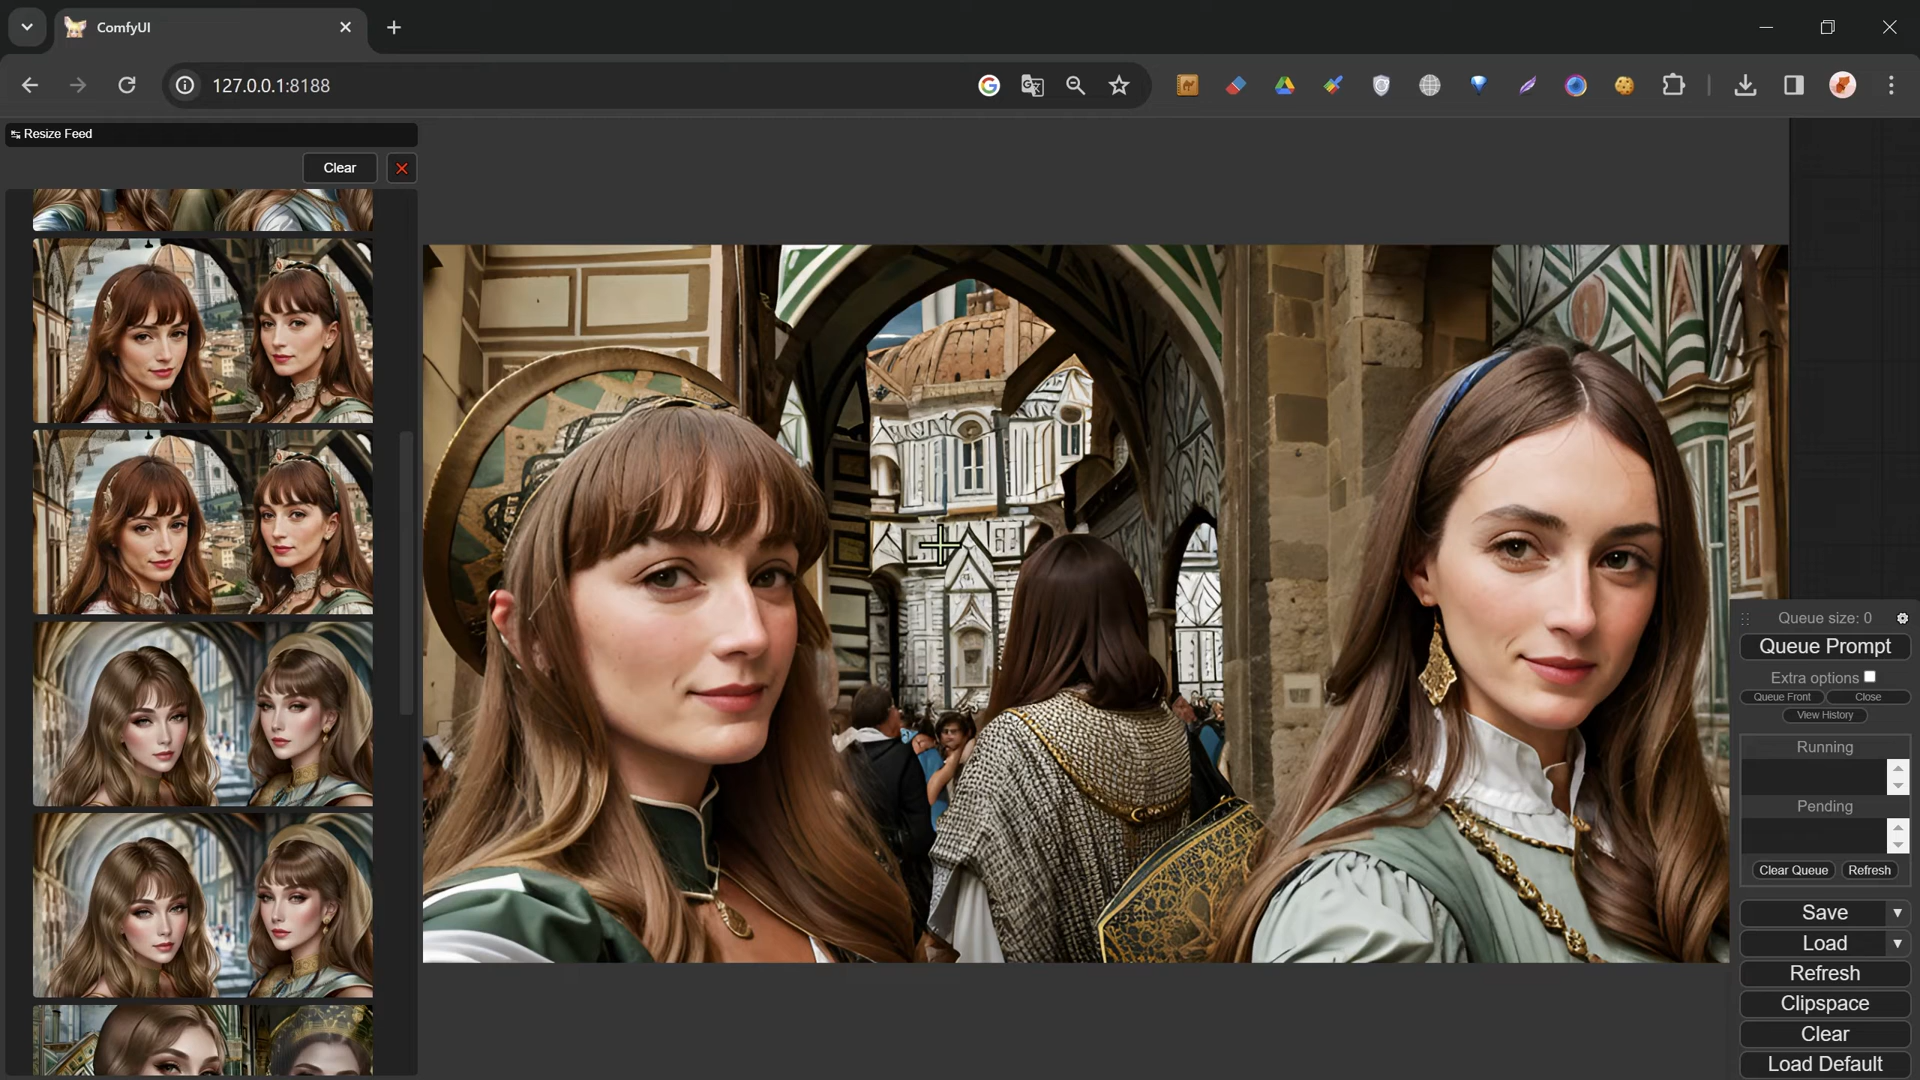 ComfyUI
127.0.0.1:8188
Resize Feed
Clear
Queue size: 0
Queue Prompt
Extra options
Queue Front
Close
View History
Running
Pending
Clear Queue
Refresh
Save
Load
Refresh
Clipspace
Clear
Load Default